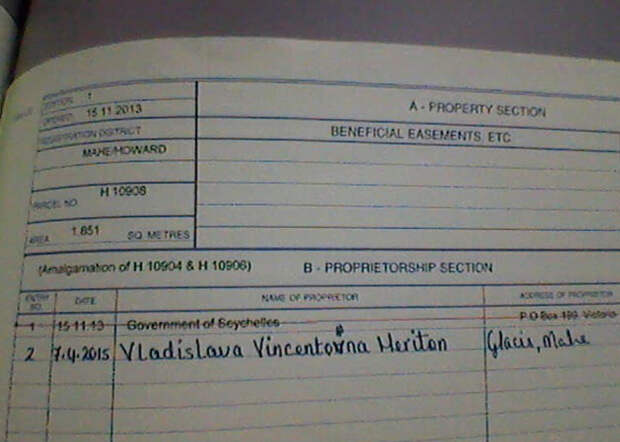 EDITION 1
OPENED 15.11.2013
REGISTRATION DISTRICT
MAHE/HOWARD
PARCEL NO. H 10908
AREA 1.851 SQ. METRES
A - PROPERTY SECTION
BENEFICIAL EASEMENTS, ETC
(Amalgamation of H 10904 & H 10906) B - PROPRIETORSHIP SECTION
ENTRY NO. DATE NAME OF PROPRIETOR ADDRESS OF PROPRIETOR
1 15-11-13 Government of Seychelles P O Box 199 Victoria
2 7.4.2015 Vladislava Vincentovna Meriton Glacis, Mahe